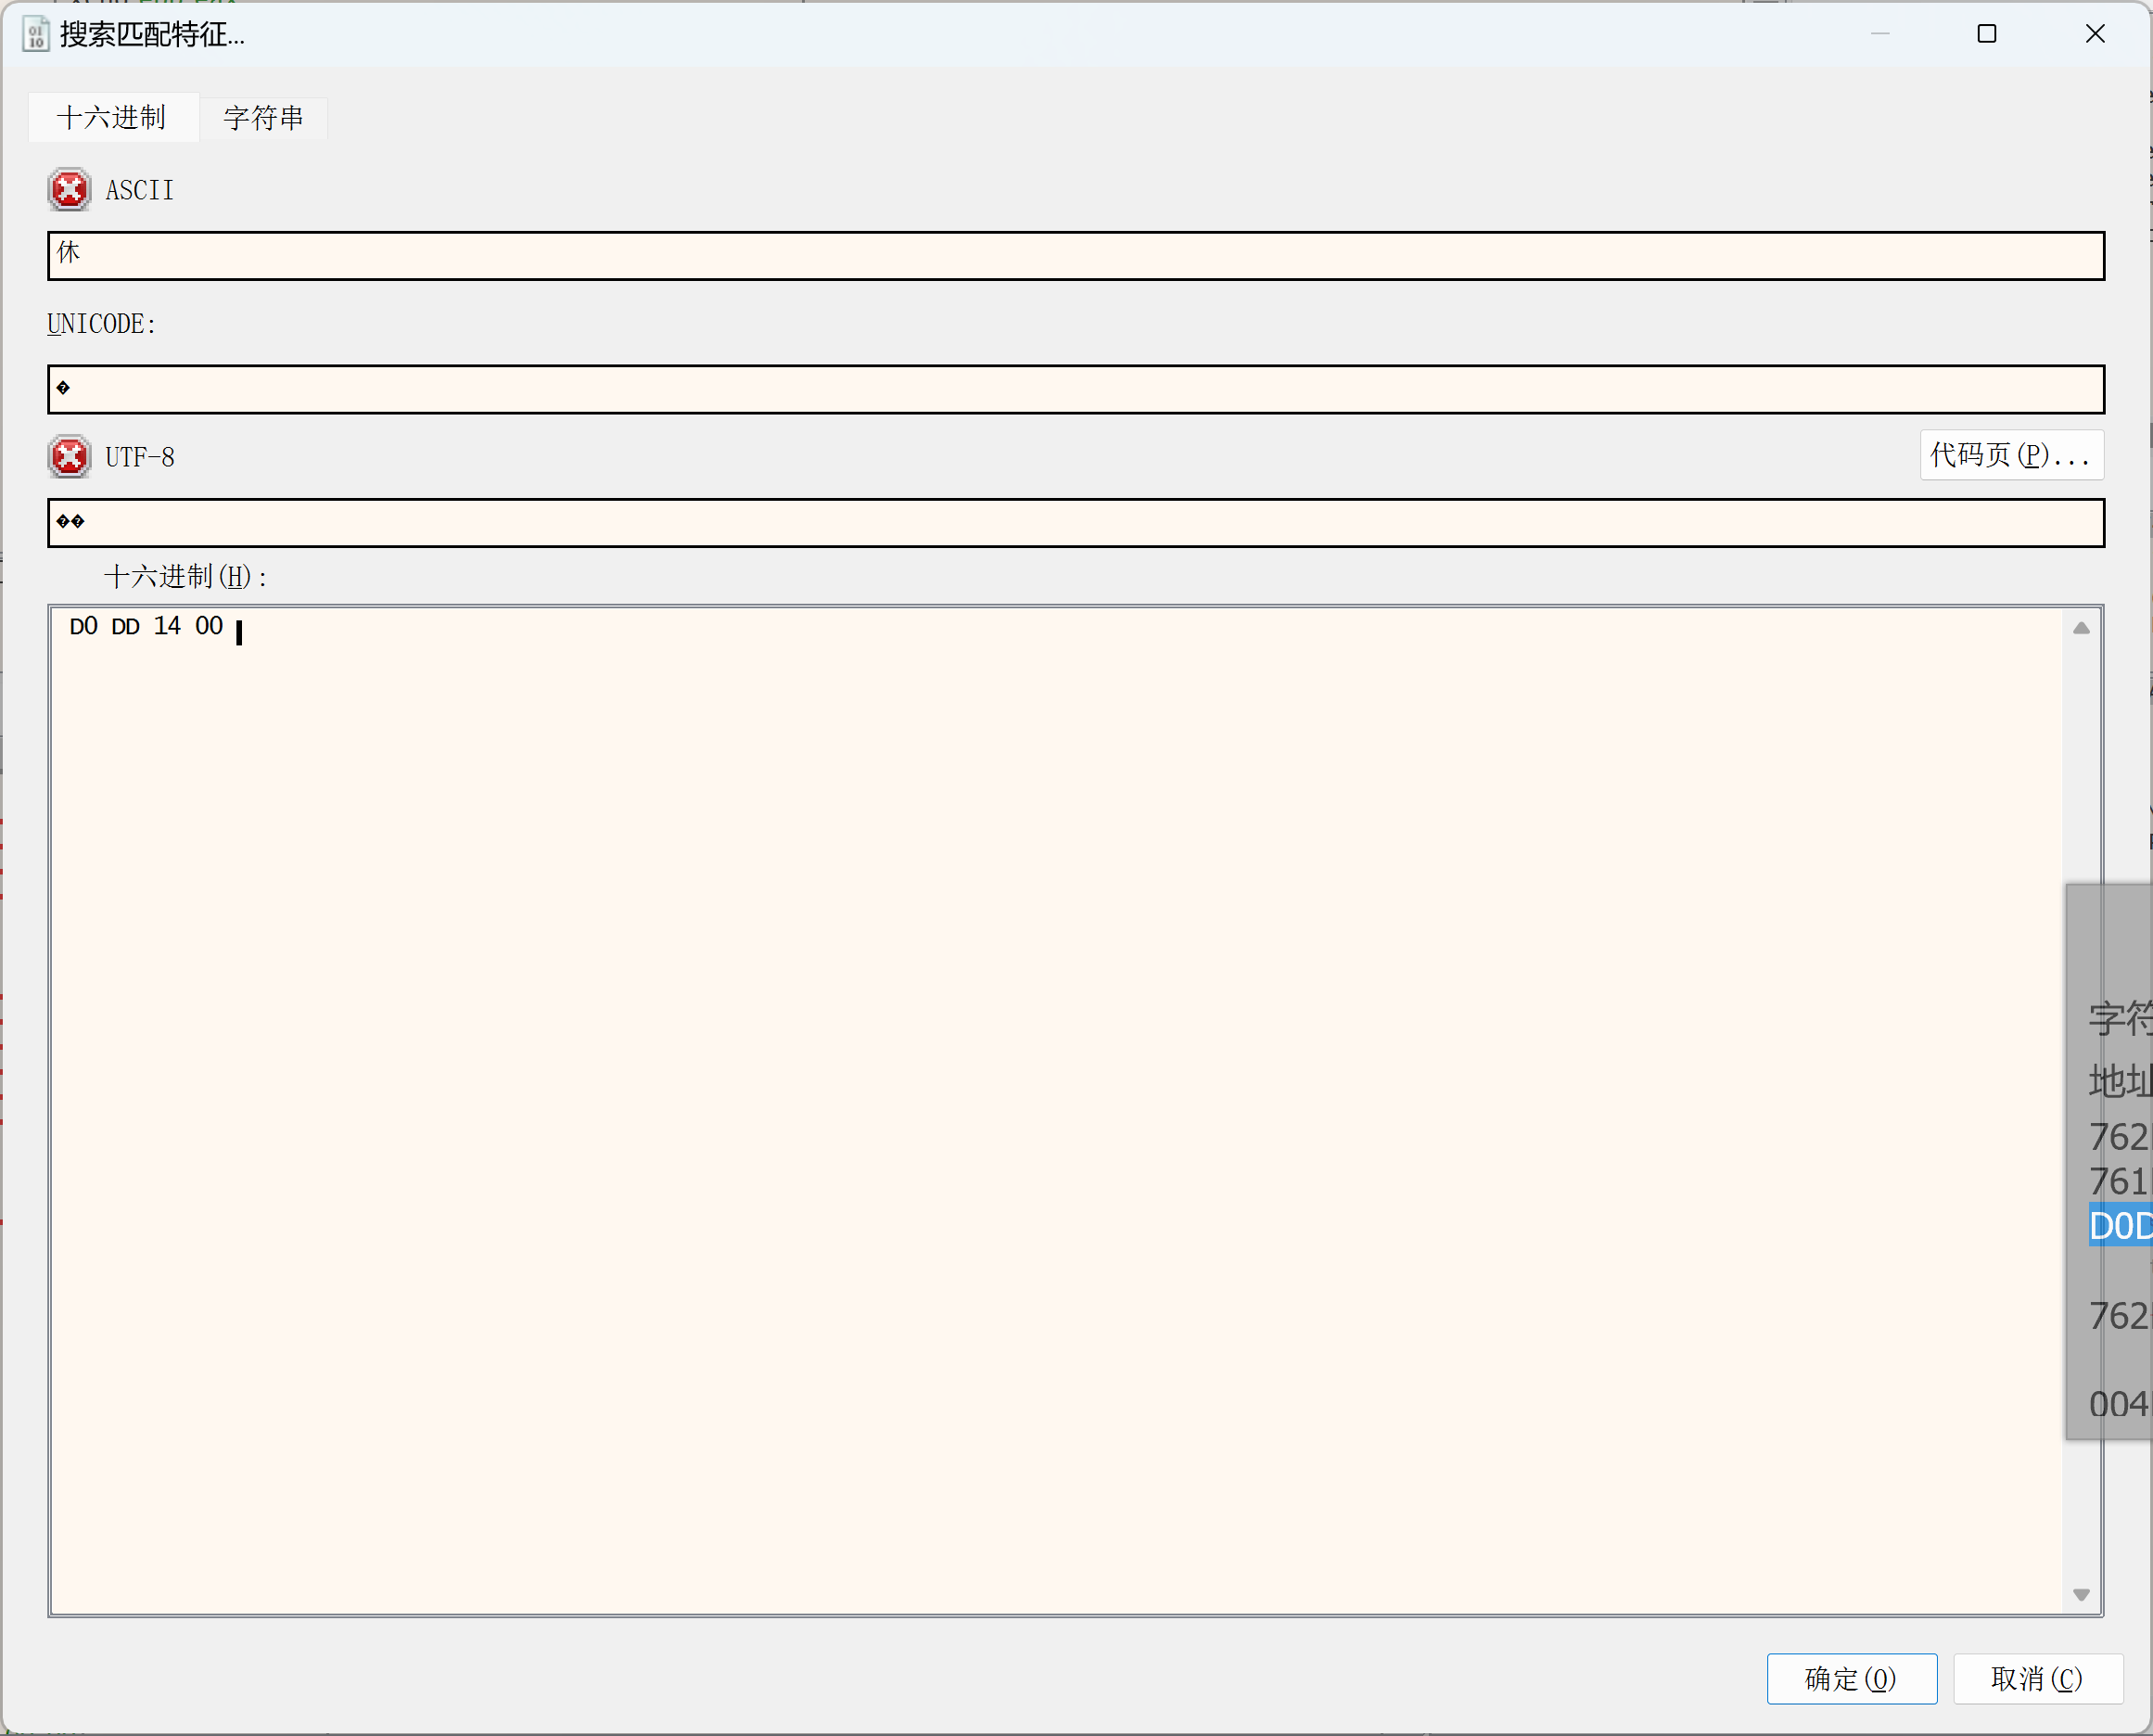 搜索匹配特征...
十六进制 字符串
ASCII
休
UNICODE:
�
UTF-8
代码页(P)...
��
十六进制(H):
D0 DD 14 00
字符
地址
762
761
D0D
762
004
确定(O) 取消(C)